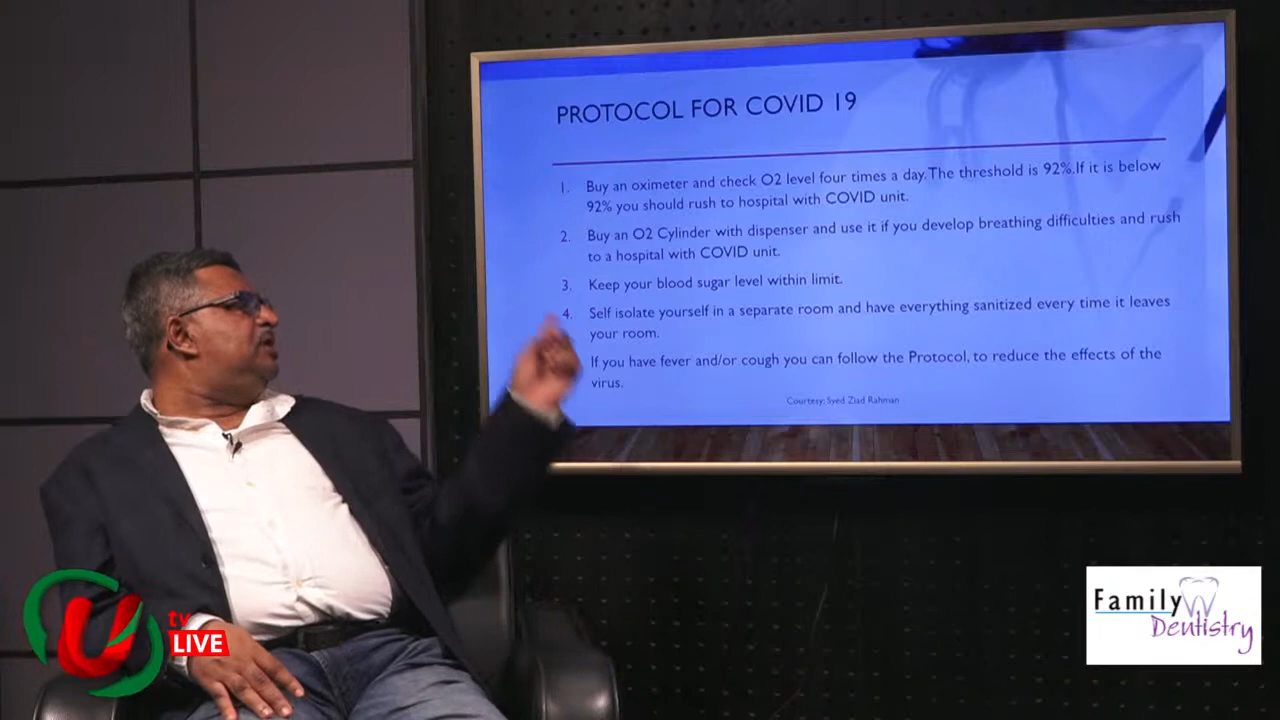 PROTOCOL FOR COVID 19
1. Buy an oximeter and check O2 level four times a day. The threshold is 92%.If it is below
92% you should rush to hospital with COVID unit.
2. Buy an O2 Cylinder with dispenser and use it if you develop breathing difficulties and rush
to a hospital with COVID unit.
3. Keep your blood sugar level within limit.
4. Self isolate yourself in a separate room and have everything sanitized every time it leaves
your room.
If you have fever and/or cough you can follow the Protocol, to reduce the effects of the
virus.
Courtesy: Syed Ziad Rahman
U tv
LIVE
Family
Dentistry